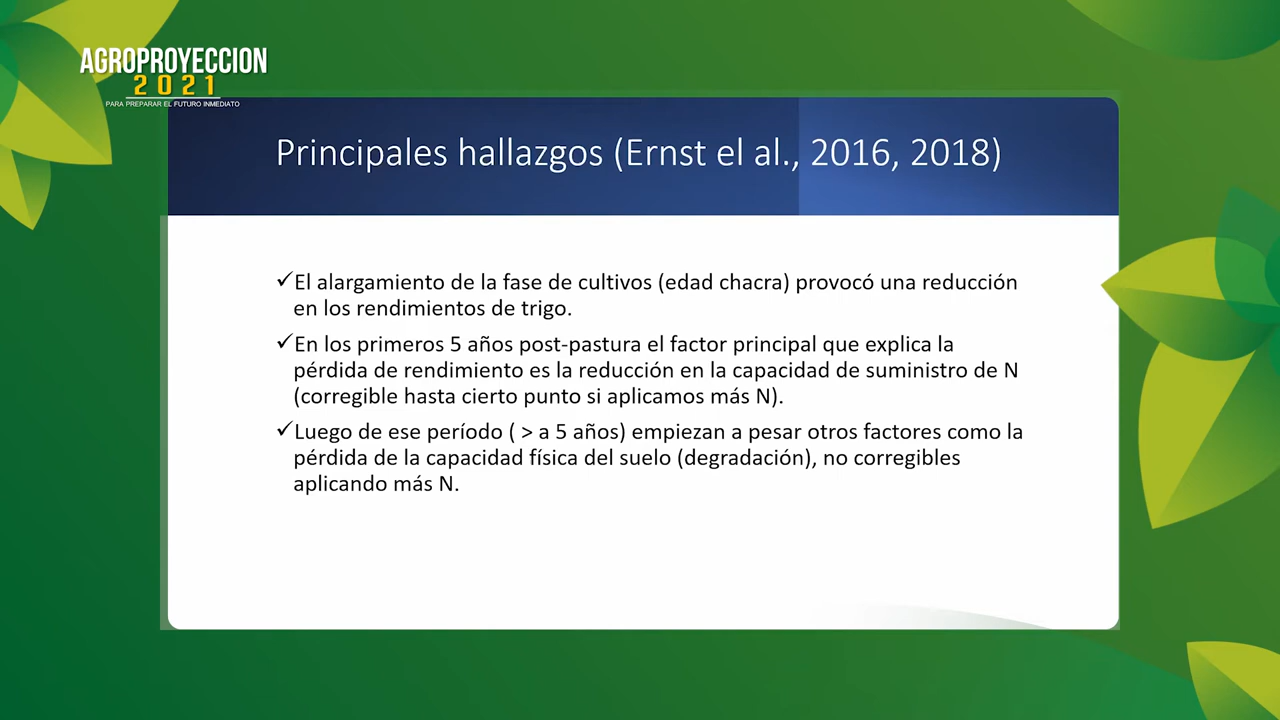 AGROPROYECCION
2021
PARA PREPARAR EL FUTURO INMEDIATO
Principales hallazgos (Ernst el al., 2016, 2018)
✓El alargamiento de la fase de cultivos (edad chacra) provocó una reducción
en los rendimientos de trigo.
✓En los primeros 5 años post-pastura el factor principal que explica la
pérdida de rendimiento es la reducción en la capacidad de suministro de N
(corregible hasta cierto punto si aplicamos más N).
✓Luego de ese período ( > a 5 años) empiezan a pesar otros factores como la
pérdida de la capacidad física del suelo (degradación), no corregibles
aplicando más N.